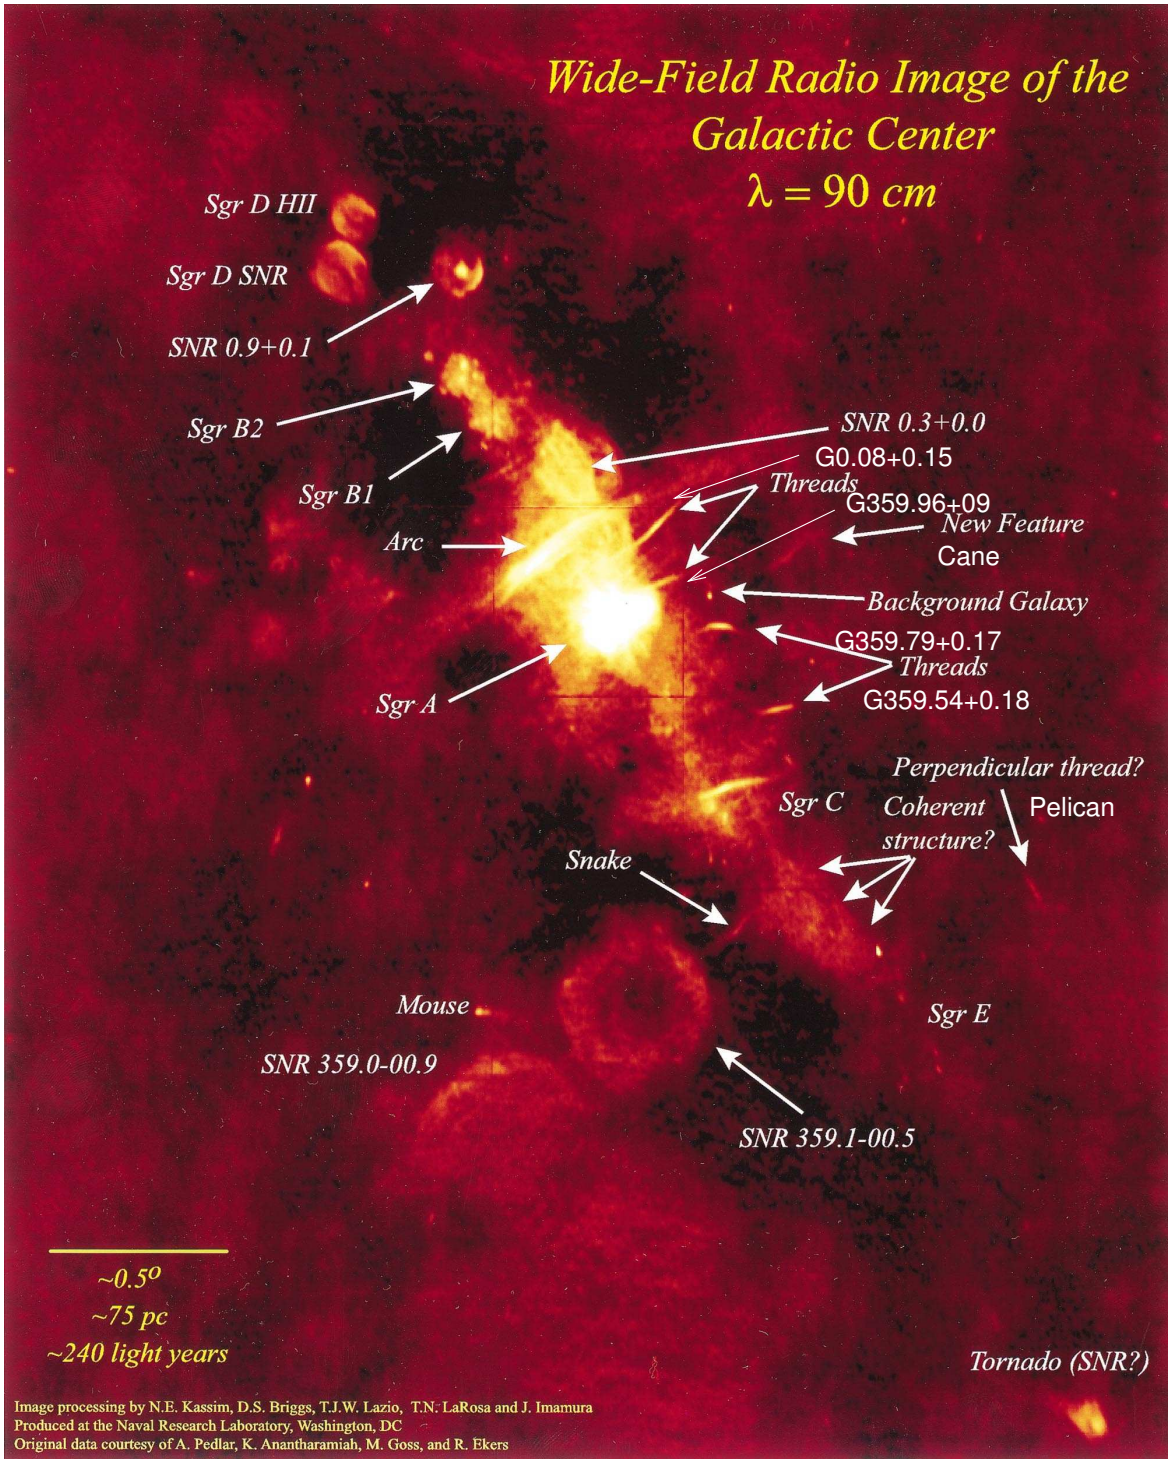 Wide-Field Radio Image of the
Galactic Center
λ = 90 cm
Sgr D HII
Sgr D SNR
SNR 0.9+0.1
Sgr B2
Sgr B1
SNR 0.3+0.0
G0.08+0.15
Threads
G359.96+09
New Feature
Cane
Arc
Background Galaxy
G359.79+0.17
Threads
G359.54+0.18
Sgr A
Perpendicular thread?
Sgr C
Coherent
structure?
Pelican
Snake
Mouse
Sgr E
SNR 359.0-00.9
SNR 359.1-00.5
~0.5º
~75 pc
~240 light years
Tornado (SNR?)
Image processing by N.E. Kassim, D.S. Briggs, T.J.W. Lazio, T.N. LaRosa and J. Imamura
Produced at the Naval Research Laboratory, Washington, DC
Original data courtesy of A. Pedlar, K. Anantharamiah, M. Goss, and R. Ekers